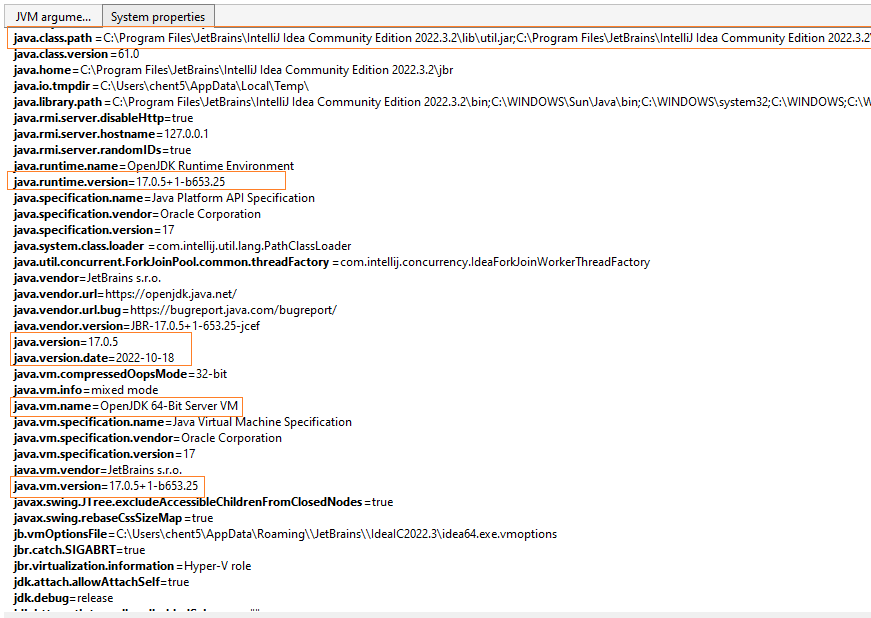 JVM argume...
System properties
java.class.path=C:\Program Files\JetBrains\IntelliJ Idea Community Edition 2022.3.2\lib\util.jar;C:\Program Files\JetBrains\IntelliJ Idea Community Edition 2022.3.2\
java.class.version=61.0
java.home=C:\Program Files\JetBrains\IntelliJ Idea Community Edition 2022.3.2\jbr
java.io.tmpdir=C:\Users\chent5\AppData\Local\Temp\
java.library.path=C:\Program Files\JetBrains\IntelliJ Idea Community Edition 2022.3.2\bin;C:\WINDOWS\Sun\Java\bin;C:\WINDOWS\system32;C:\WINDOWS;C:\W
java.rmi.server.disableHttp=true
java.rmi.server.hostname=127.0.0.1
java.rmi.server.randomIDs=true
java.runtime.name=OpenJDK Runtime Environment
java.runtime.version=17.0.5+1-b653.25
java.specification.name=Java Platform API Specification
java.specification.vendor=Oracle Corporation
java.specification.version=17
java.system.class.loader =com.intellij.util.lang.PathClassLoader
java.util.concurrent.ForkJoinPool.common.threadFactory =com.intellij.concurrency.IdeaForkJoinWorkerThreadFactory
java.vendor=JetBrains s.r.o.
java.vendor.url=https://openjdk.java.net/
java.vendor.url.bug=https://bugreport.java.com/bugreport/
java.vendor.version=JBR-17.0.5+1-653.25-jcef
java.version=17.0.5
java.version.date=2022-10-18
java.vm.compressedOopsMode=32-bit
java.vm.info=mixed mode
java.vm.name=OpenJDK 64-Bit Server VM
java.vm.specification.name=Java Virtual Machine Specification
java.vm.specification.vendor=Oracle Corporation
java.vm.specification.version=17
java.vm.vendor=JetBrains s.r.o.
java.vm.version=17.0.5+1-b653.25
javax.swing.JTree.excludeAccessibleChildrenFromClosedNodes=true
javax.swing.rebaseCssSizeMap=true
jb.vmOptionsFile=C:\Users\chent5\AppData\Roaming\\JetBrains\\IdeaIC2022.3\idea64.exe.vmoptions
jbr.catch.SIGABRT=true
jbr.virtualization.information=Hyper-V role
jdk.attach.allowAttachSelf=true
jdk.debug=release